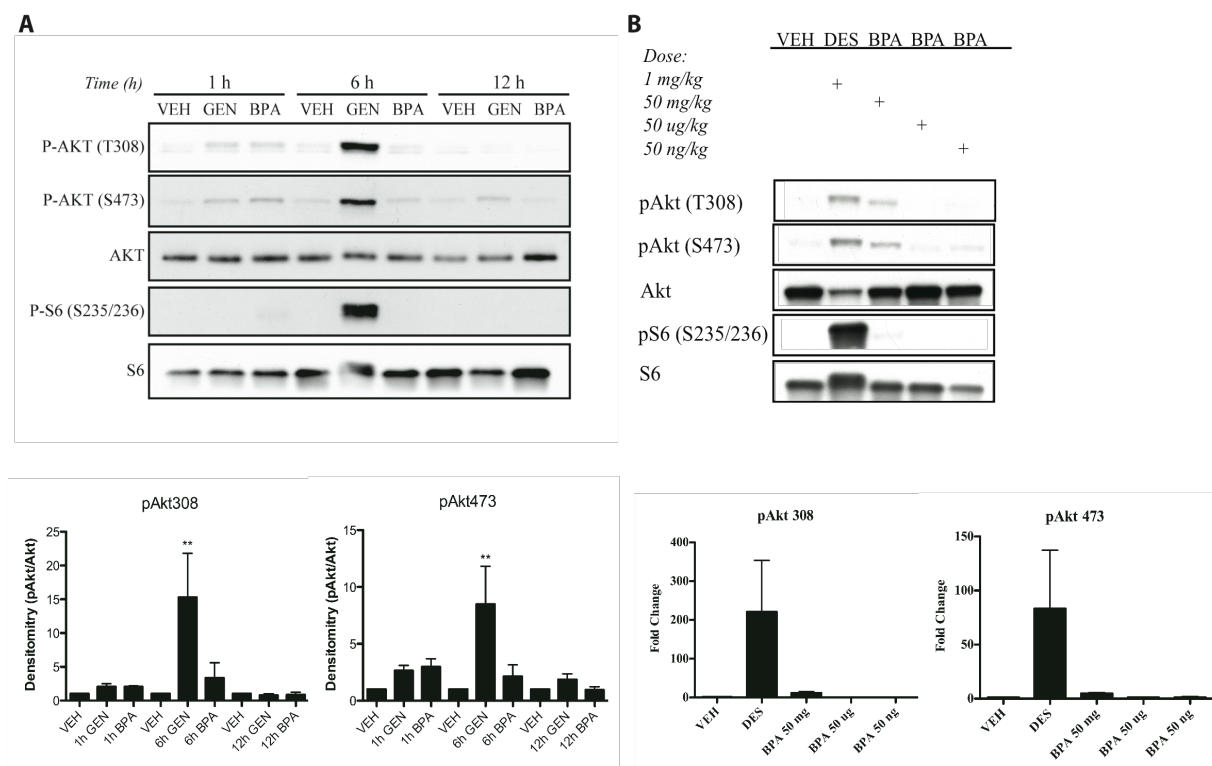 A
Time (h) 1 h 6 h 12 h
VEH GEN BPA VEH GEN BPA VEH GEN BPA
P-AKT (T308)
P-AKT (S473)
AKT
P-S6 (S235/236)
S6
B
VEH DES BPA BPA BPA
Dose:
1 mg/kg +
50 mg/kg +
50 ug/kg +
50 ng/kg +
pAkt (T308)
pAkt (S473)
Akt
pS6 (S235/236)
S6
pAkt308
Densitomitry (pAkt/Akt)
25
20
15
10
5
0
**
VEH 1h GEN 1h BPA VEH 6h GEN 6h BPA VEH 12h GEN 12h BPA
pAkt473
Densitomitry (pAkt/Akt)
15
10
5
0
**
VEH 1h GEN 1h BPA VEH 6h GEN 6h BPA VEH 12h GEN 12h BPA
pAkt 308
Fold Change
400
300
200
100
0
VEH DES BPA 50 mg BPA 50 ug BPA 50 ng
pAkt 473
Fold Change
150
100
50
0
VEH DES BPA 50 mg BPA 50 ug BPA 50 ng